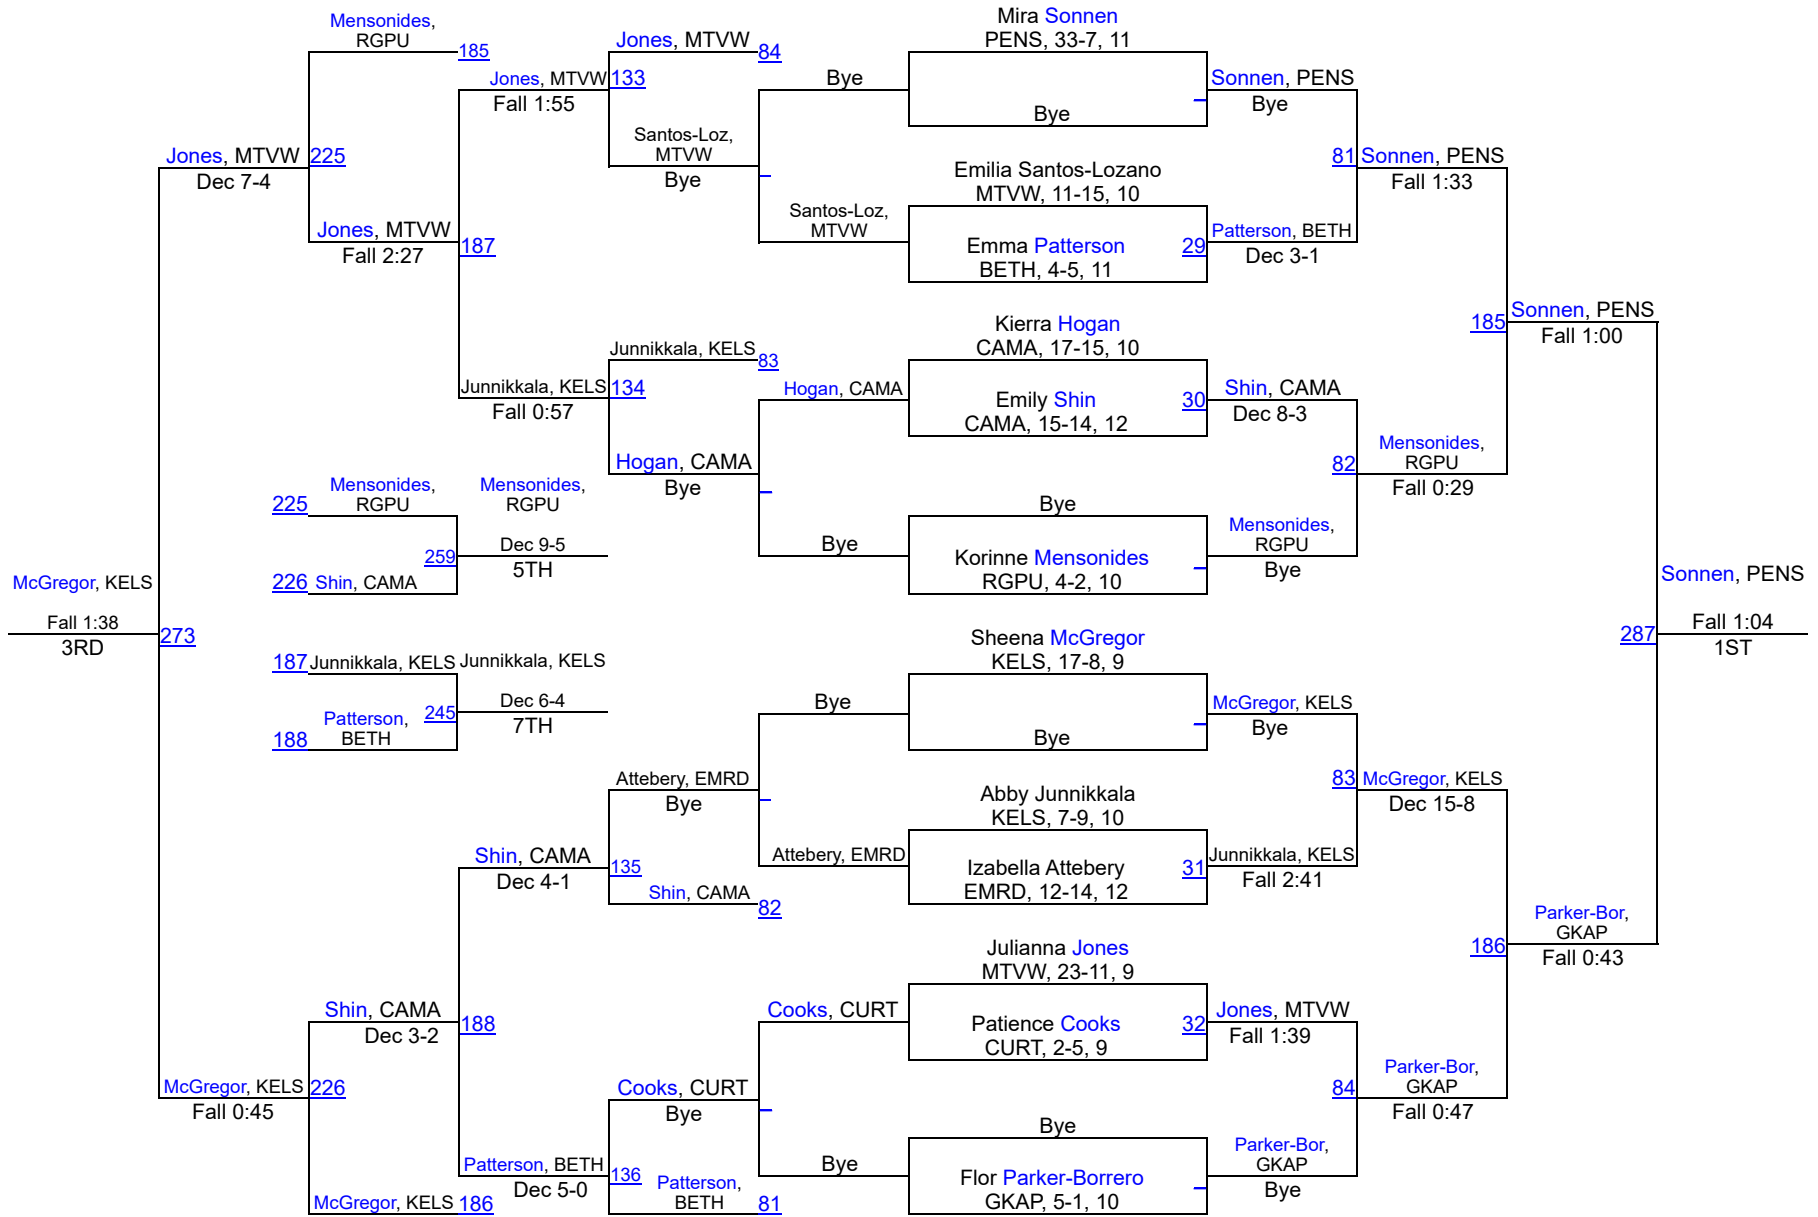 Mensonides,
RGPU
185
Jones, MTVW
133
Fall 1:55
Jones, MTVW
84
Santos-Loz,
MTVW
Bye
Jones, MTVW
225
Dec 7-4
Jones, MTVW
Fall 2:27
187
Junnikkala, KELS
83
Junnikkala, KELS
134
Fall 0:57
Hogan, CAMA
Bye
Bye
Santos-Loz,
MTVW
Hogan, CAMA
Bye
Mira Sonnen
PENS, 33-7, 11
Bye
Emilia Santos-Lozano
MTVW, 11-15, 10
Emma Patterson
BETH, 4-5, 11
29
Kierra Hogan
CAMA, 17-15, 10
Emily Shin
CAMA, 15-14, 12
30
Bye
Korinne Mensonides
RGPU, 4-2, 10
Sonnen, PENS
Bye
81
Sonnen, PENS
Fall 1:33
Patterson, BETH
Dec 3-1
Shin, CAMA
Dec 8-3
82
Mensonides,
RGPU
Fall 0:29
Mensonides,
RGPU
Bye
185
Sonnen, PENS
Fall 1:00
225
Mensonides,
RGPU
Mensonides,
RGPU
259
Dec 9-5
5TH
226
Shin, CAMA
McGregor, KELS
Fall 1:38
3RD
273
187
Junnikkala, KELS
Junnikkala, KELS
245
Dec 6-4
7TH
188
Patterson,
BETH
Sonnen, PENS
287
Fall 1:04
1ST
Attebery, EMRD
Bye
Shin, CAMA
Dec 4-1
135
Shin, CAMA
82
Shin, CAMA
Dec 3-2
188
McGregor, KELS
226
Fall 0:45
McGregor, KELS
186
Patterson, BETH
Dec 5-0
136
Cooks, CURT
Bye
Patterson,
BETH
81
Bye
Attebery, EMRD
Cooks, CURT
Bye
Sheena McGregor
KELS, 17-8, 9
Bye
Abby Junnikkala
KELS, 7-9, 10
Izabella Attebery
EMRD, 12-14, 12
31
Julianna Jones
MTVW, 23-11, 9
Patience Cooks
CURT, 2-5, 9
32
Bye
Flor Parker-Borrero
GKAP, 5-1, 10
McGregor, KELS
Bye
83
McGregor, KELS
Dec 15-8
Junnikkala, KELS
Fall 2:41
Jones, MTVW
Fall 1:39
84
Parker-Bor,
GKAP
Fall 0:47
Parker-Bor,
GKAP
Bye
186
Parker-Bor,
GKAP
Fall 0:43